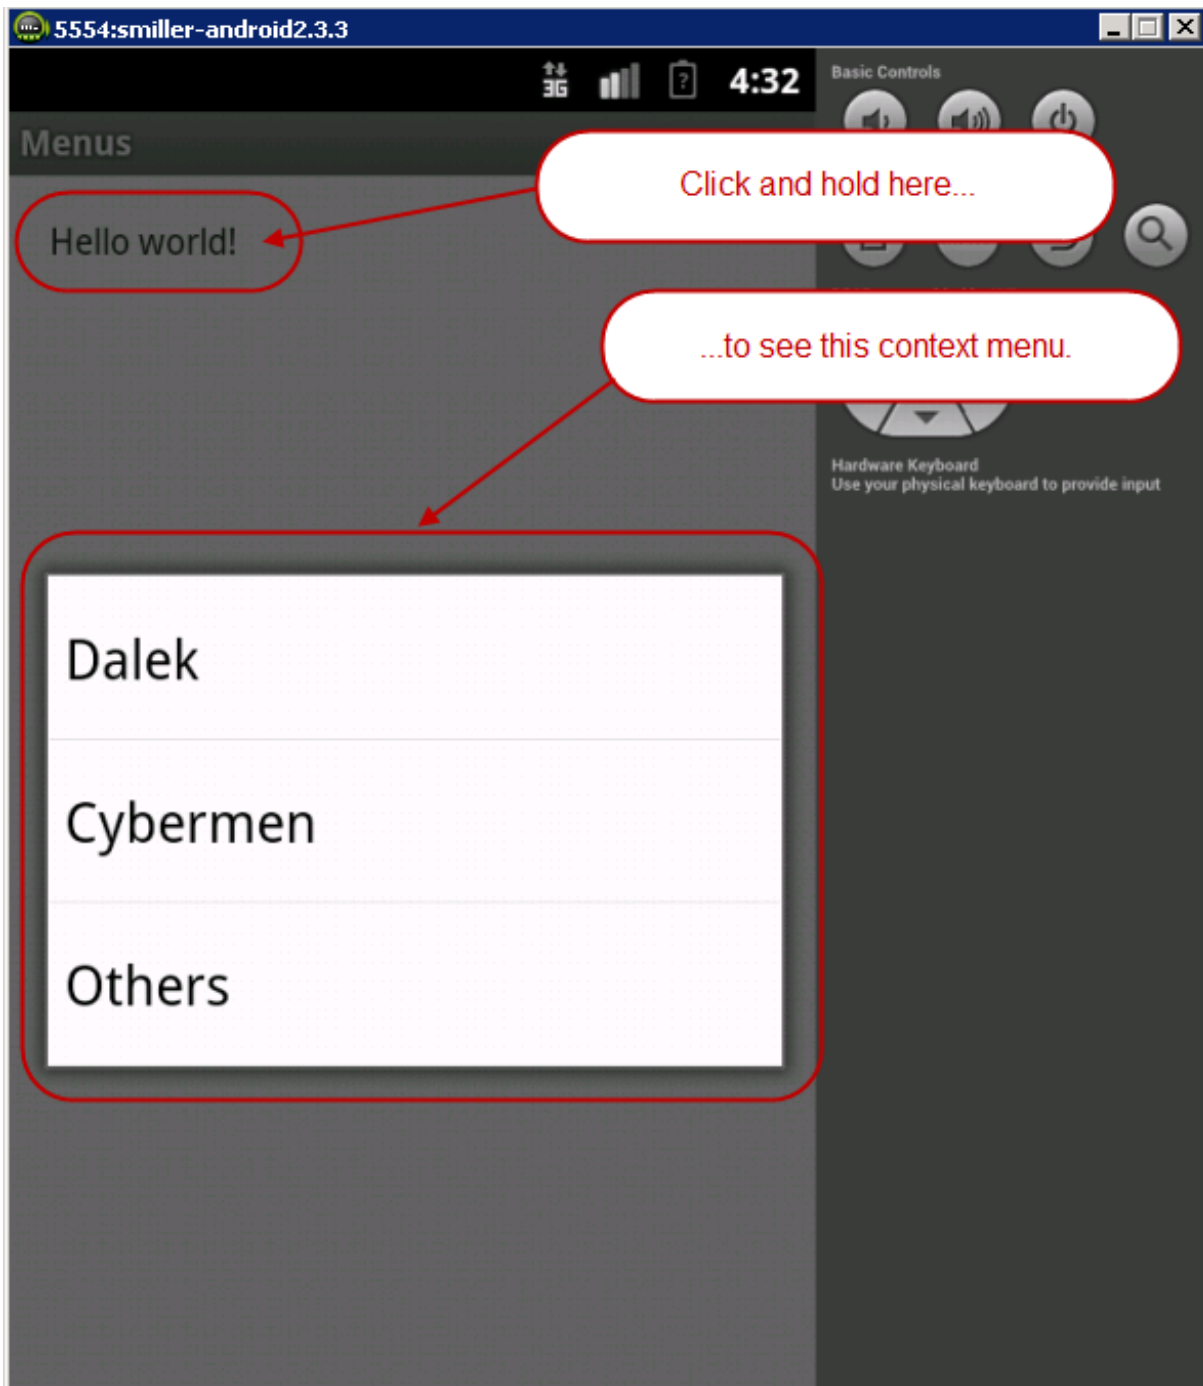 5554:smiller-android2.3.3
3G
4:32
Basic Controls
Menus
Click and hold here...
Hello world!
...to see this context menu.
Hardware Keyboard
Use your physical keyboard to provide input
Dalek
Cybermen
Others